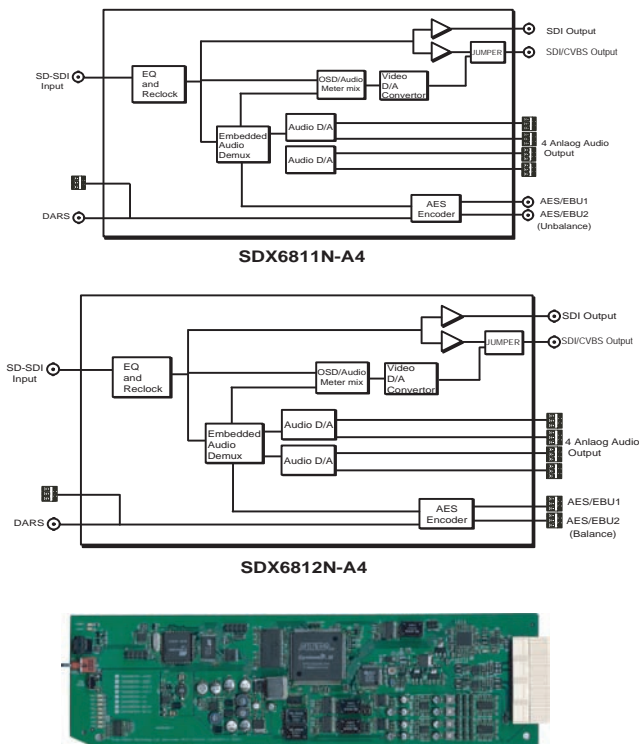 SDI Output
SDI/CVBS Output
JUMPER
SD-SDI
Input
EQ
and
Reclock
OSD/Audio
Meter mix
Video
D/A
Convertor
Embedded
Audio
Demux
Audio D/A
Audio D/A
4 Anlaog Audio
Output
DARS
AES
Encoder
AES/EBU1
AES/EBU2
(Unbalance)
SDX6811N-A4
SDI Output
SDI/CVBS Output
JUMPER
SD-SDI
Input
EQ
and
Reclock
OSD/Audio
Meter mix
Video
D/A
Convertor
Embedded
Audio
Demux
Audio D/A
Audio D/A
4 Anlaog Audio
Output
DARS
AES
Encoder
AES/EBU1
AES/EBU2
(Balance)
SDX6812N-A4